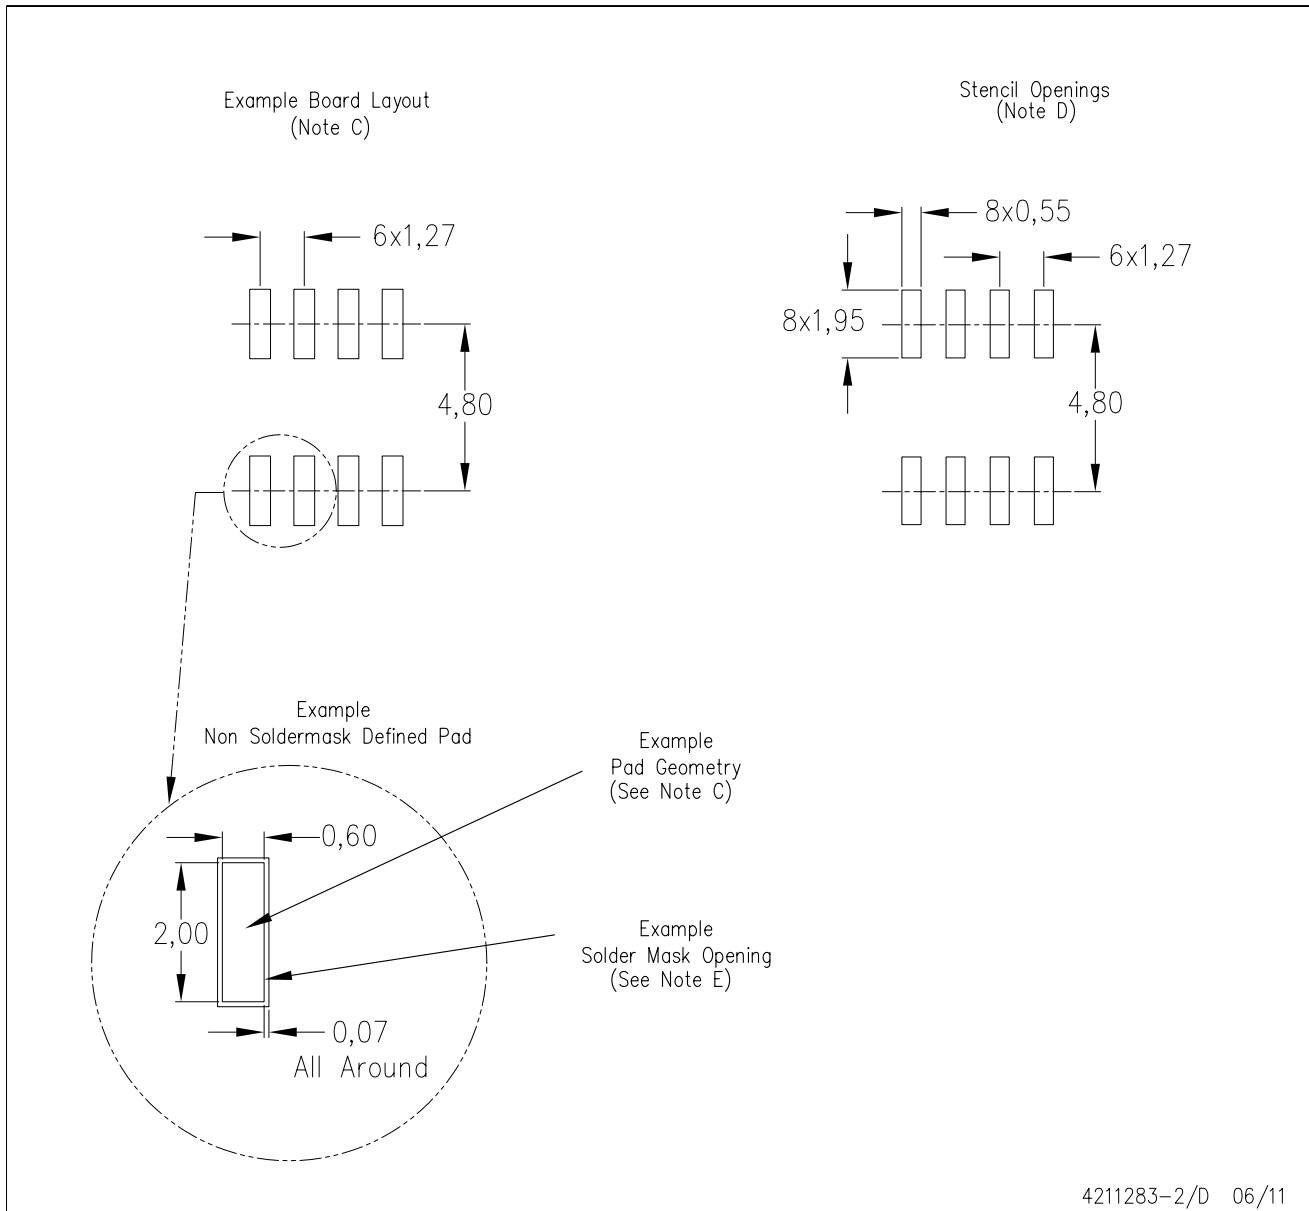 Example Board Layout
(Note C)
6x1,27
4,80
Stencil Openings
(Note D)
8x0,55
6x1,27
8x1,95
4,80
Example
Non Soldermask Defined Pad
0,60
2,00
0,07
All Around
Example
Pad Geometry
(See Note C)
Example
Solder Mask Opening
(See Note E)
4211283-2/D 06/11